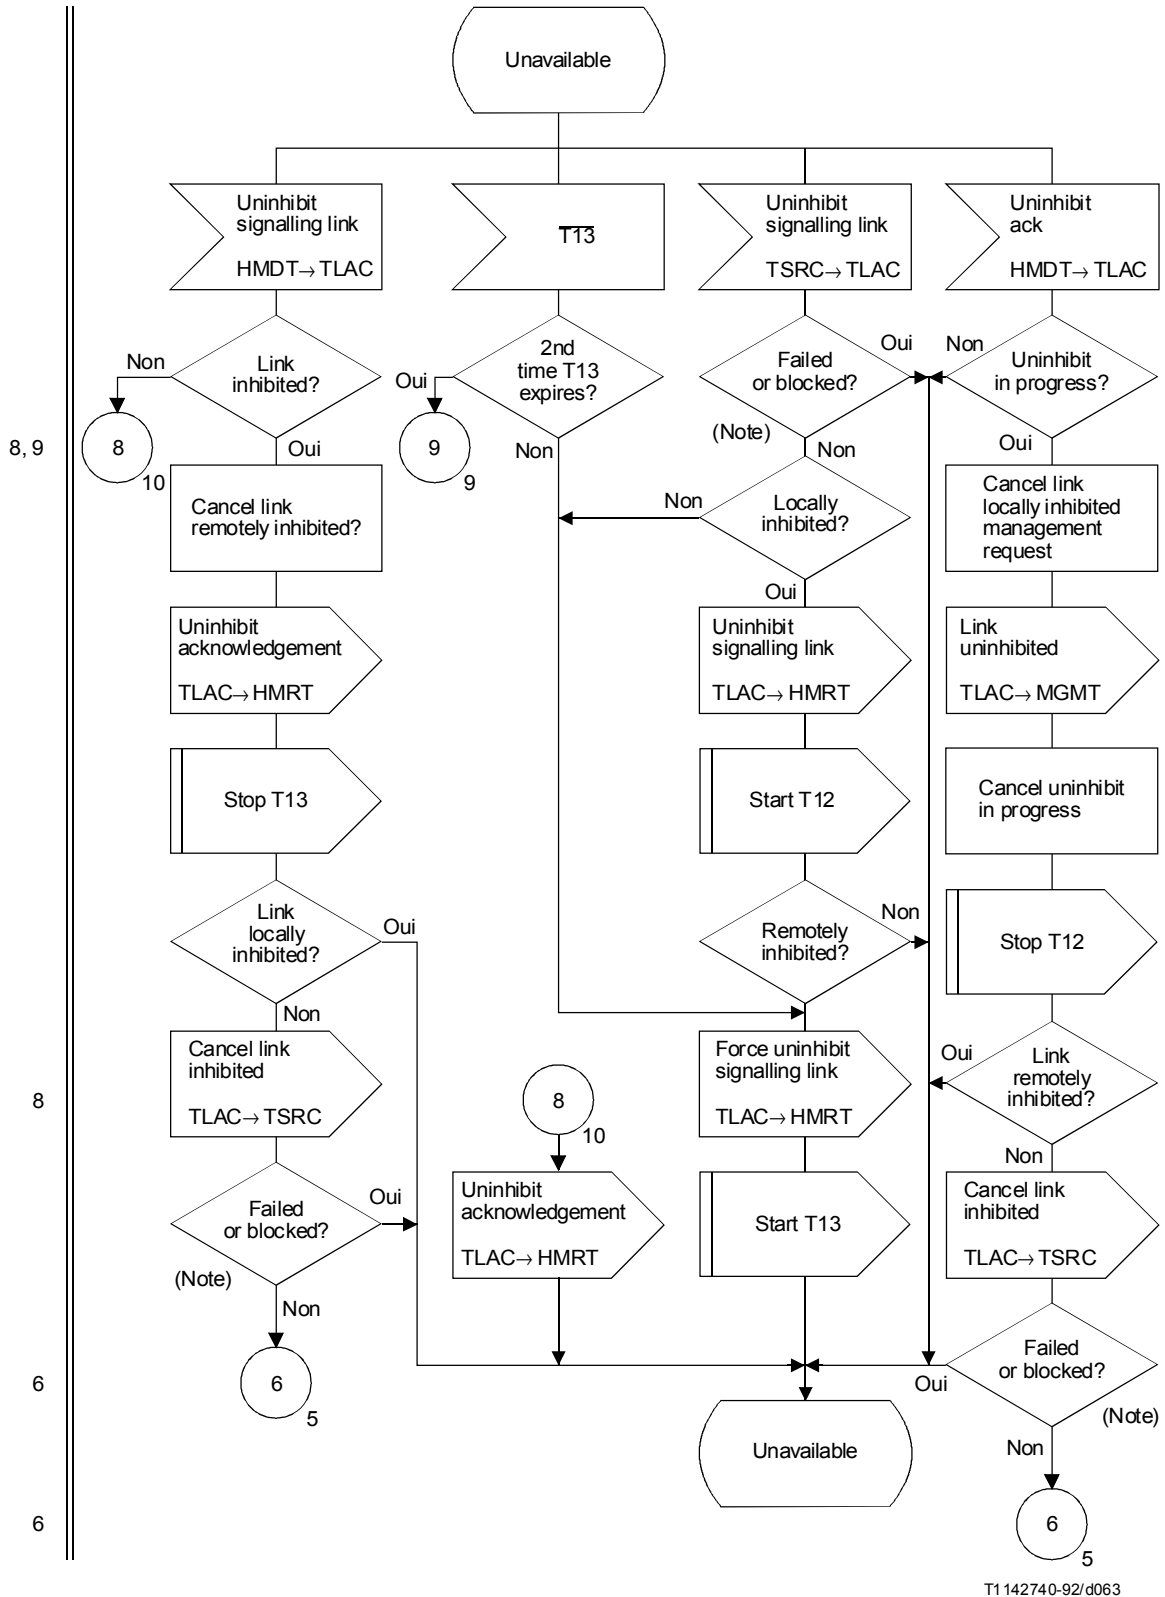 Unavailable
Uninhibit
signalling link
HMDT→TLAC
T13
Uninhibit
signalling link
TSRC→TLAC
Uninhibit
ack
HMDT→TLAC
Non
Link
inhibited?
Oui
2nd
time T13
expires?
Failed
or blocked?
Oui
Non
Uninhibit
in progress?
8, 9
8
10
Oui
9
9
Non
(Note)
Non
Oui
Cancel link
remotely inhibited?
Non
Locally
inhibited?
Oui
Cancel link
locally inhibited
management
request
Uninhibit
acknowledgement
TLAC→HMRT
Uninhibit
signalling link
TLAC→HMRT
Link
uninhibited
TLAC→MGMT
Stop T13
Start T12
Cancel uninhibit
in progress
Link
locally
inhibited?
Oui
Non
Remotely
inhibited?
Non
Stop T12
Cancel link
inhibited
TLAC→TSRC
Force uninhibit
signalling link
TLAC→HMRT
Oui
Link
remotely
inhibited?
Non
8
8
10
Failed
or blocked?
Oui
(Note)
Non
Uninhibit
acknowledgement
TLAC→HMRT
Start T13
Cancel link
inhibited
TLAC→TSRC
6
6
5
Unavailable
Failed
or blocked?
Oui
(Note)
Non
6
6
5
T1142740-92/d063